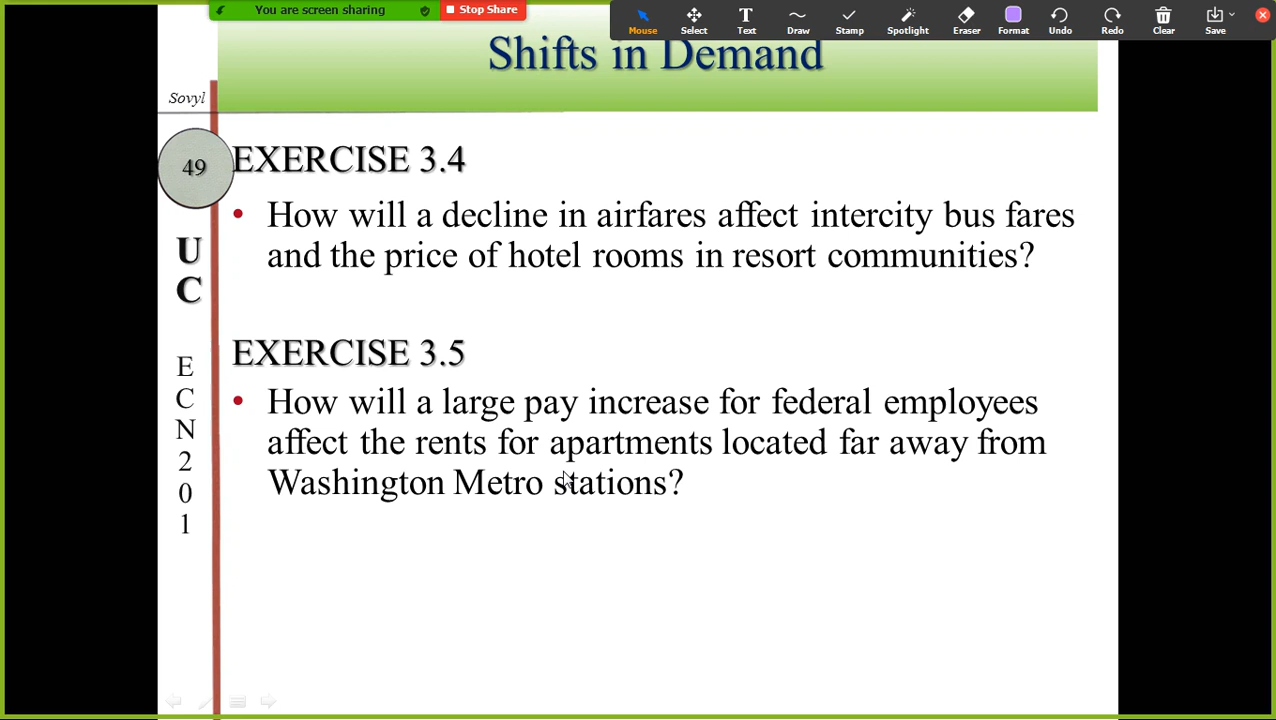 You are screen sharing
Stop Share
Mouse
Select
Text
Draw
Stamp
Spotlight
Eraser
Format
Undo
Redo
Clear
Save
Shifts in Demand
Sovyl
49
EXERCISE 3.4
• How will a decline in airfares affect intercity bus fares
and the price of hotel rooms in resort communities?
U
C
EXERCISE 3.5
• How will a large pay increase for federal employees
affect the rents for apartments located far away from
Washington Metro stations?
E
C
N
2
0
1